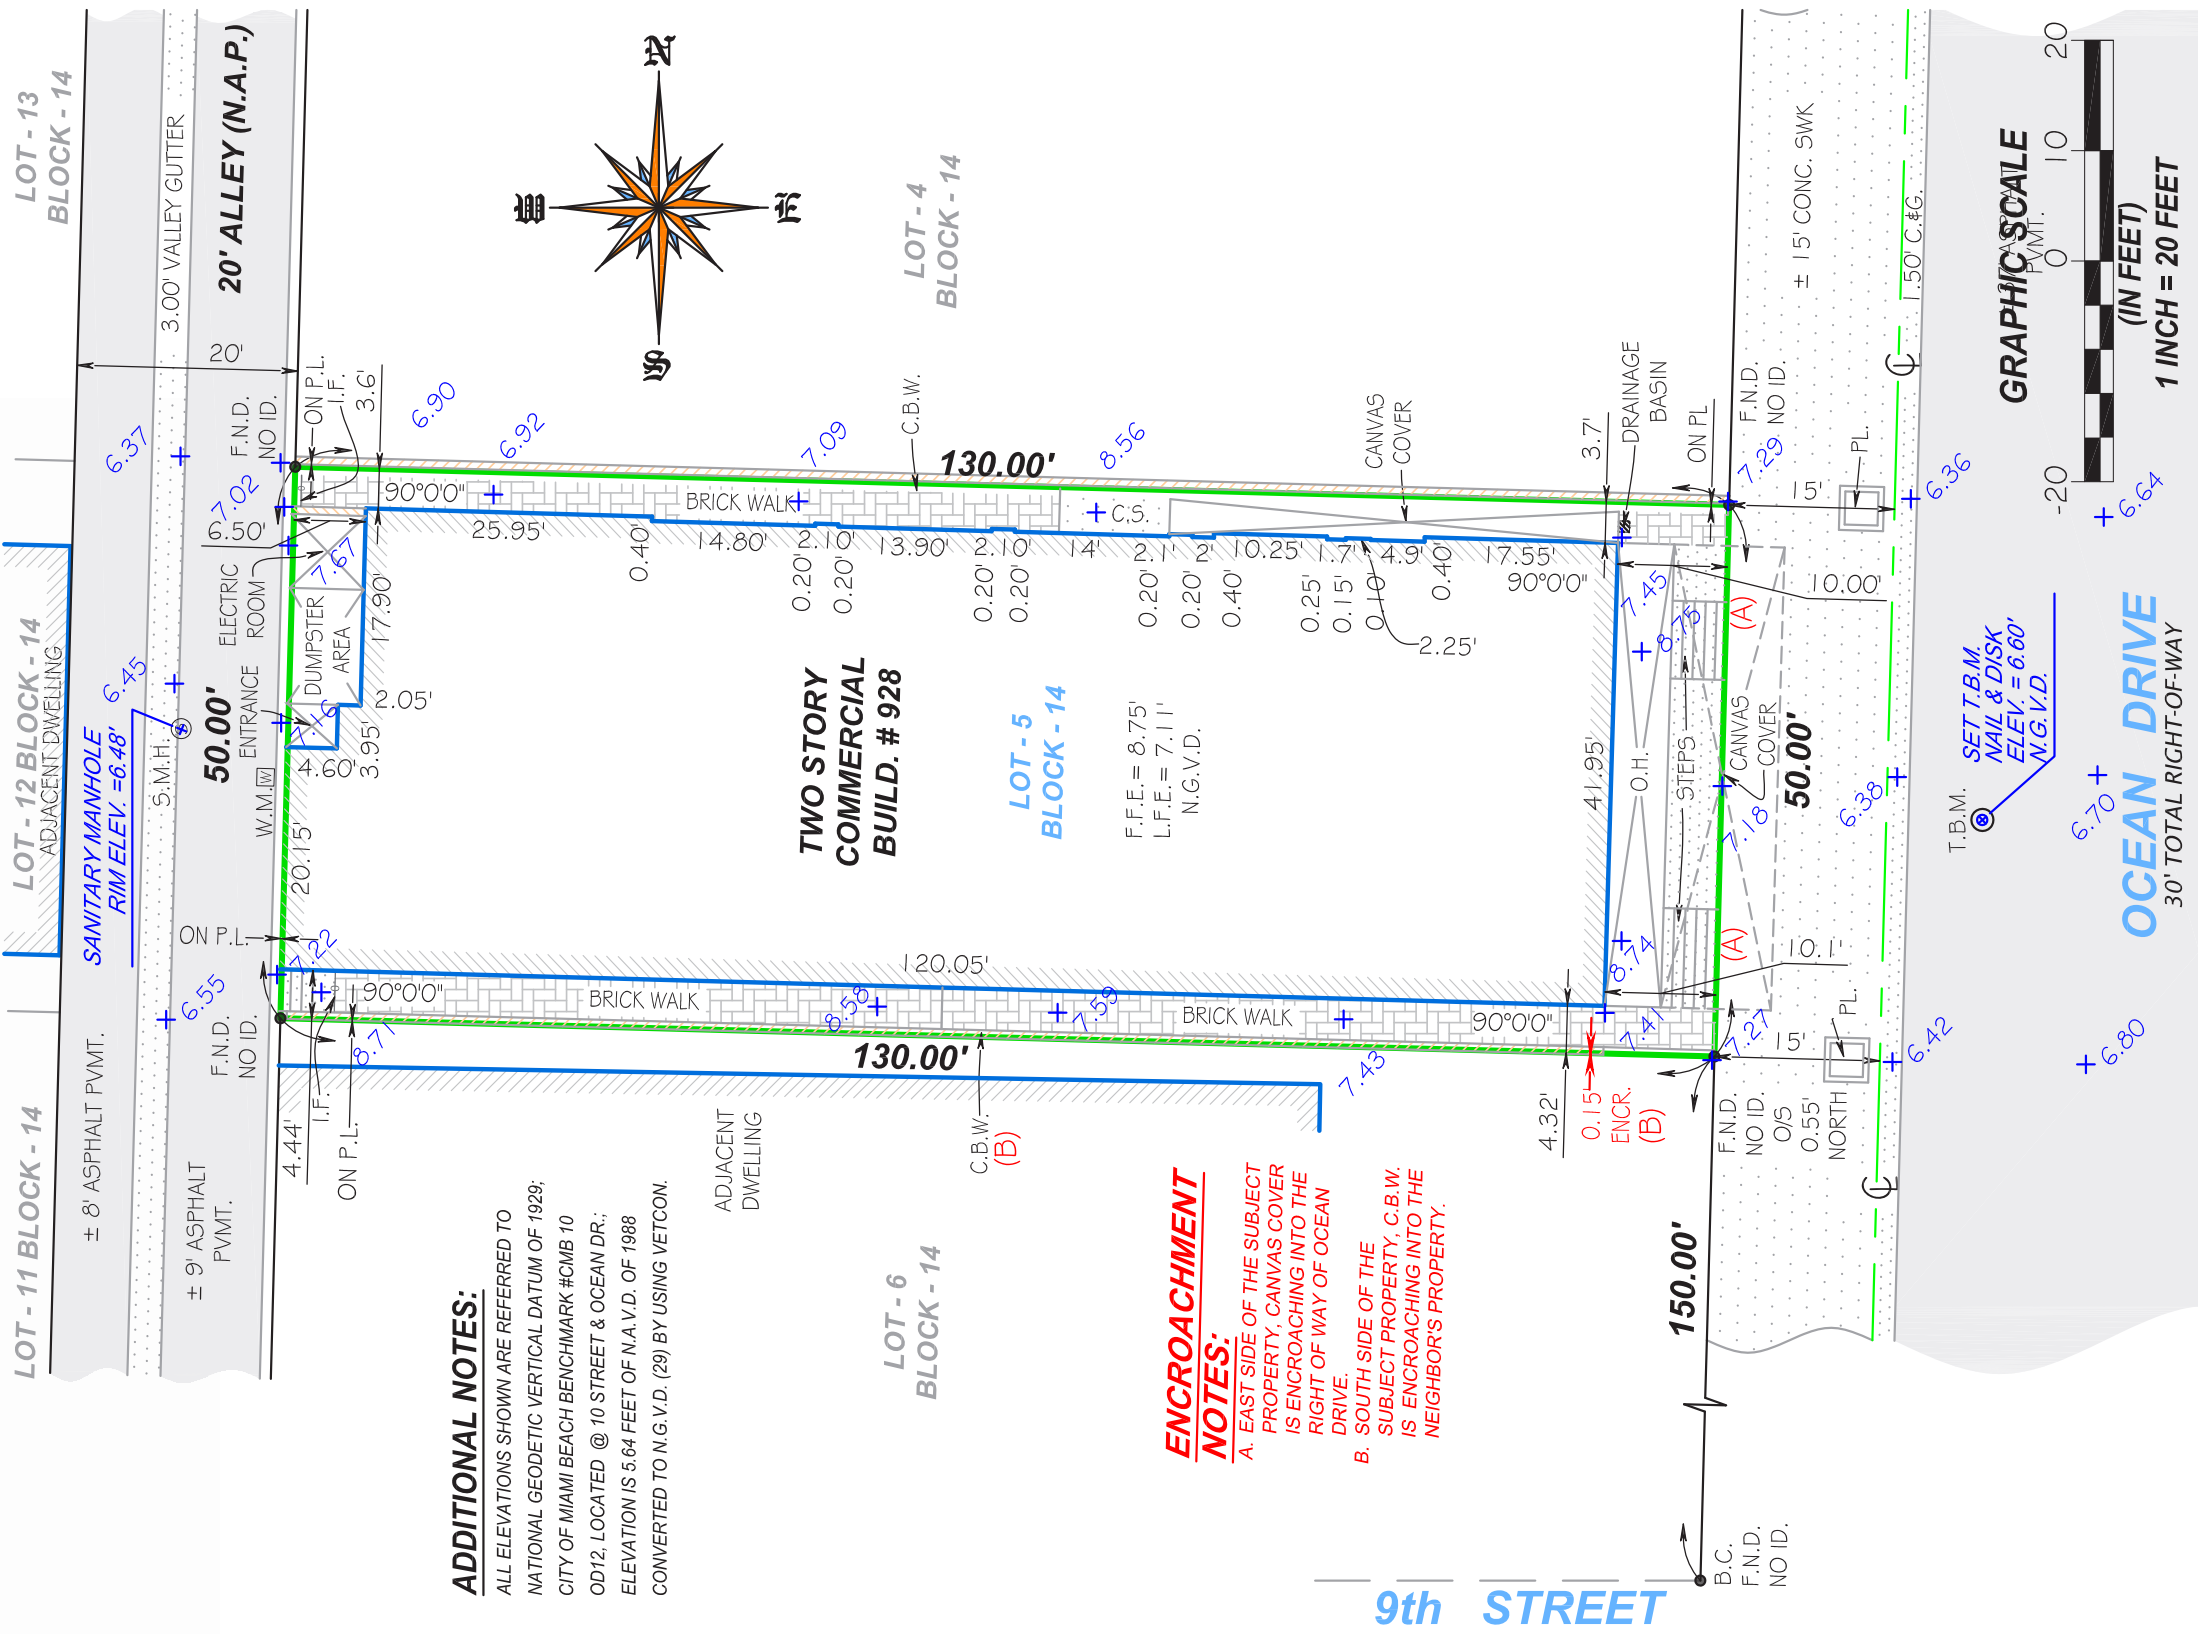 LOT - 13
BLOCK - 14
3.00' VALLEY GUTTER
20' ALLEY (N.A.P.)
20'
LOT - 12 BLOCK - 14
ADJACENT DWELLING
LOT - 11 BLOCK - 14
SANITARY MANHOLE
RIM ELEV. =6.48'
S.M.H.
± 8' ASPHALT PVMT.
± 9' ASPHALT
PVMT.
6.37
6.45
6.55
7.02
F.N.D.
NO ID.
ON P.L.
I.F.
3.6'
6.90
6.92
7.09
8.56
C.B.W.
130.00'
CANVAS
COVER
3.7'
DRAINAGE
BASIN
ON PL
F.N.D.
NO ID.
7.29
N
W
E
S
LOT - 4
BLOCK - 14
6.50'
ELECTRIC
ROOM
7.67
DUMPSTER
AREA
17.90'
2.05'
7.16
ENTRANCE
50.00'
W.M.
W
4.60'
3.95'
20.15'
ON P.L.
7.22
90°00"
BRICK WALK
C.S.
25.95'
0.40'
14.80'
2.10'
0.20'
0.20'
13.90'
2.10'
0.20'
0.20'
14'
2.1'
0.20'
2'
0.20'
0.40'
10.25'
0.25'
1.7'
0.15'
0.10'
4.9'
0.40'
17.55'
90°0'0"
2.25'
TWO STORY
COMMERCIAL
BUILD. # 928
LOT - 5
BLOCK - 14
F.F.E. = 8.75'
L.F.E. = 7.11'
N.G.V.D.
41.95'
O.H.
STEPS
7.45
8.75
(A)
10.00'
CANVAS
COVER
50.00'
7.18
(A)
8.74
10.1'
120.05'
90°0'0"
BRICK WALK
8.58
7.59
BRICK WALK
90°00"
7.41
7.27
8.71
130.00'
7.43
F.N.D.
NO ID.
4.44'
I.F.
ON P.L.
ADJACENT
DWELLING
C.B.W.
(B)
4.32'
0.15'
ENCR.
(B)
F.N.D.
NO ID.
O/S
0.55'
NORTH
15'
PL.
15'
PL.
6.36
6.64
6.38
6.70
6.42
6.80
± 15' CONC. SWK
1.50' C.&G.
PVMT.
GRAPHIC SCALE
-20
0
10
20
(IN FEET)
1 INCH = 20 FEET
SET T.B.M.
NAIL & DISK
ELEV. = 6.60'
N.G.V.D.
T.B.M.
OCEAN DRIVE
30' TOTAL RIGHT-OF-WAY
ADDITIONAL NOTES:
ALL ELEVATIONS SHOWN ARE REFERRED TO
NATIONAL GEODETIC VERTICAL DATUM OF 1929;
CITY OF MIAMI BEACH BENCHMARK #CMB 10
OD12, LOCATED @ 10 STREET & OCEAN DR.;
ELEVATION IS 5.64 FEET OF N.A.V.D. OF 1988
CONVERTED TO N.G.V.D. (29) BY USING VETCON.
LOT - 6
BLOCK - 14
ENCROACHMENT
NOTES:
A. EAST SIDE OF THE SUBJECT
PROPERTY, CANVAS COVER
IS ENCROACHING INTO THE
RIGHT OF WAY OF OCEAN
DRIVE.
B. SOUTH SIDE OF THE
SUBJECT PROPERTY, C.B.W.
IS ENCROACHING INTO THE
NEIGHBOR'S PROPERTY.
150.00'
B.C.
F.N.D.
NO ID.
9th STREET